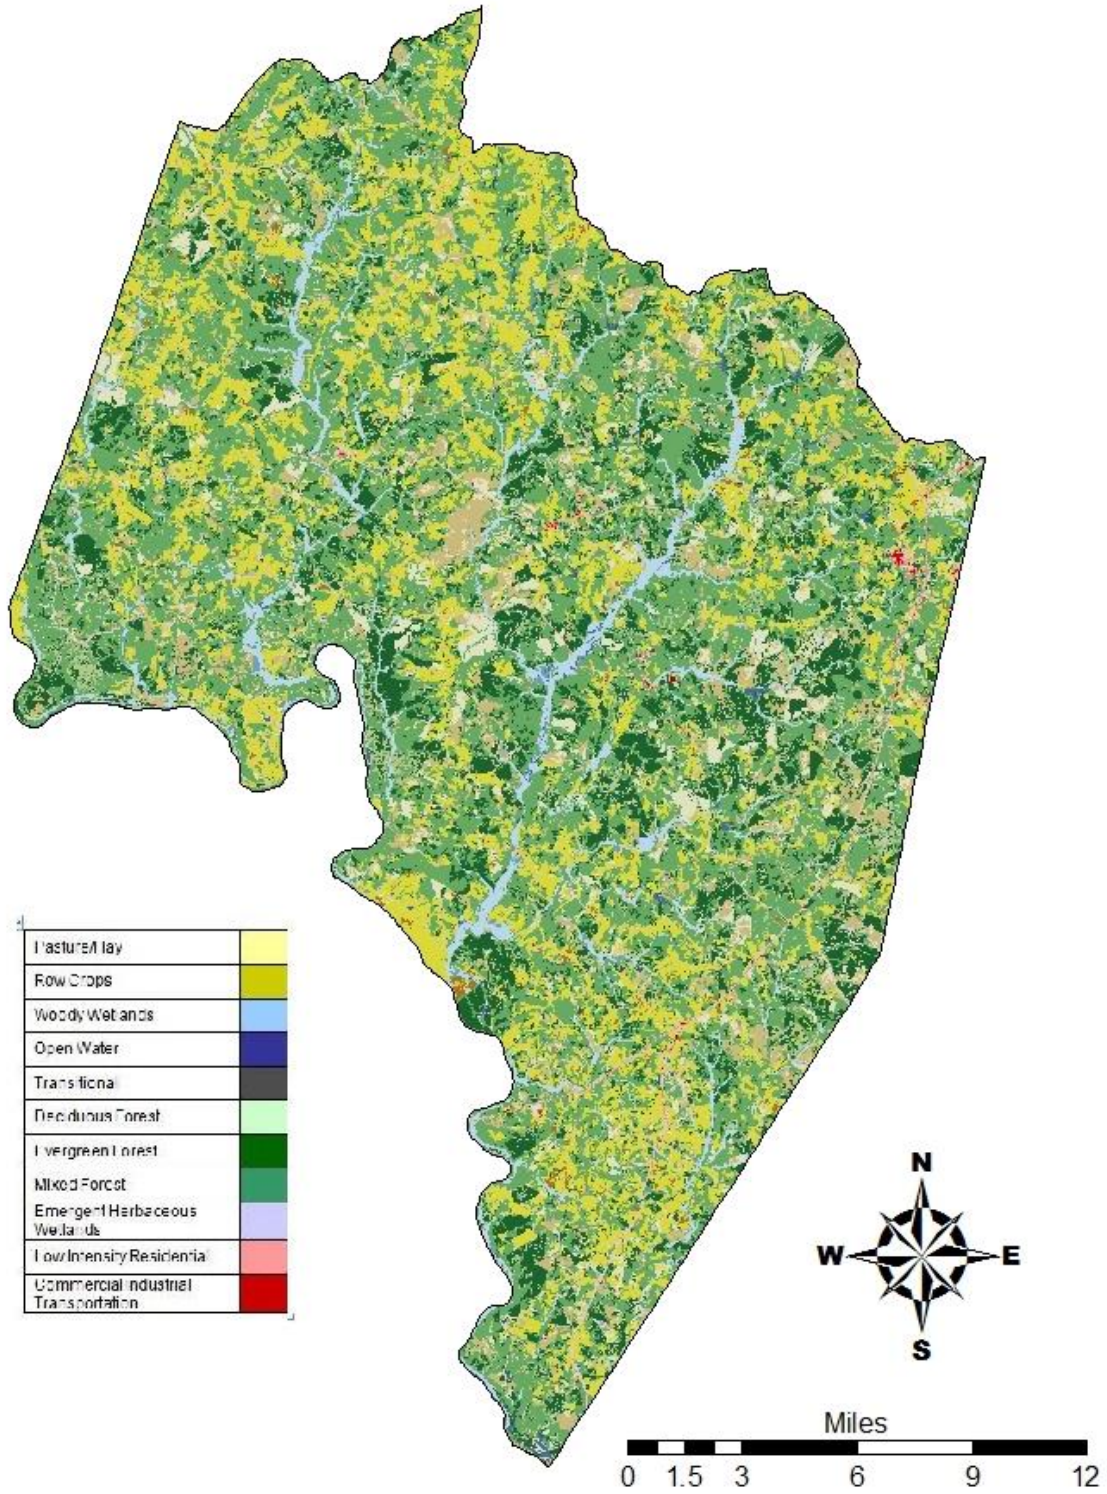 Pasture/Hay
Row Crops
Woody Wetlands
Open Water
Transitional
Deciduous Forest
Evergreen Forest
Mixed Forest
Emergent Herbaceous
Wetlands
Low Intensity Residential
Commercial Industrial
Transportation
N
W
E
S
Miles
0 1.5 3 6 9 12